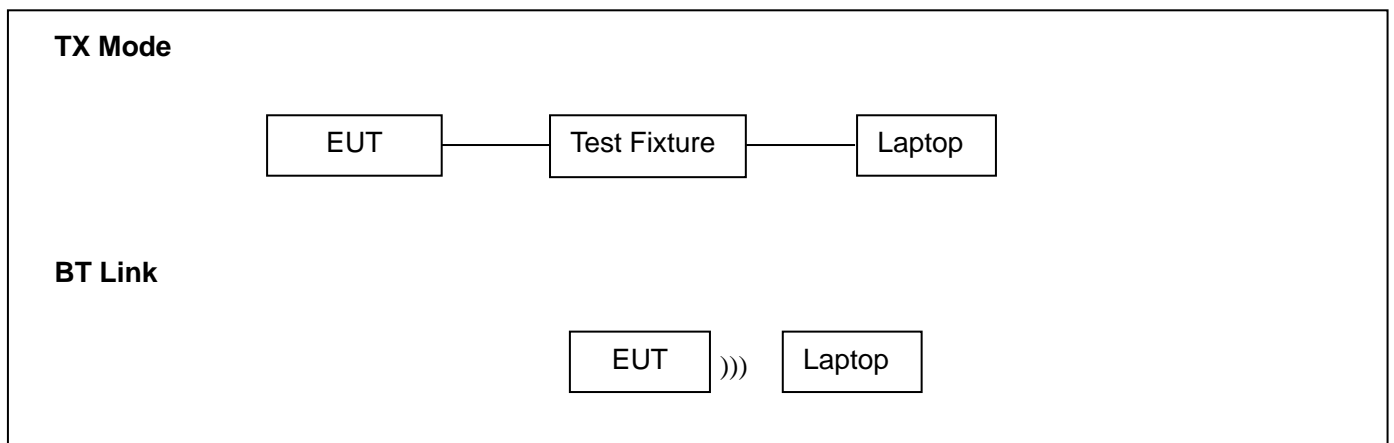 TX Mode
EUT Test Fixture Laptop
BT Link
EUT ))) Laptop